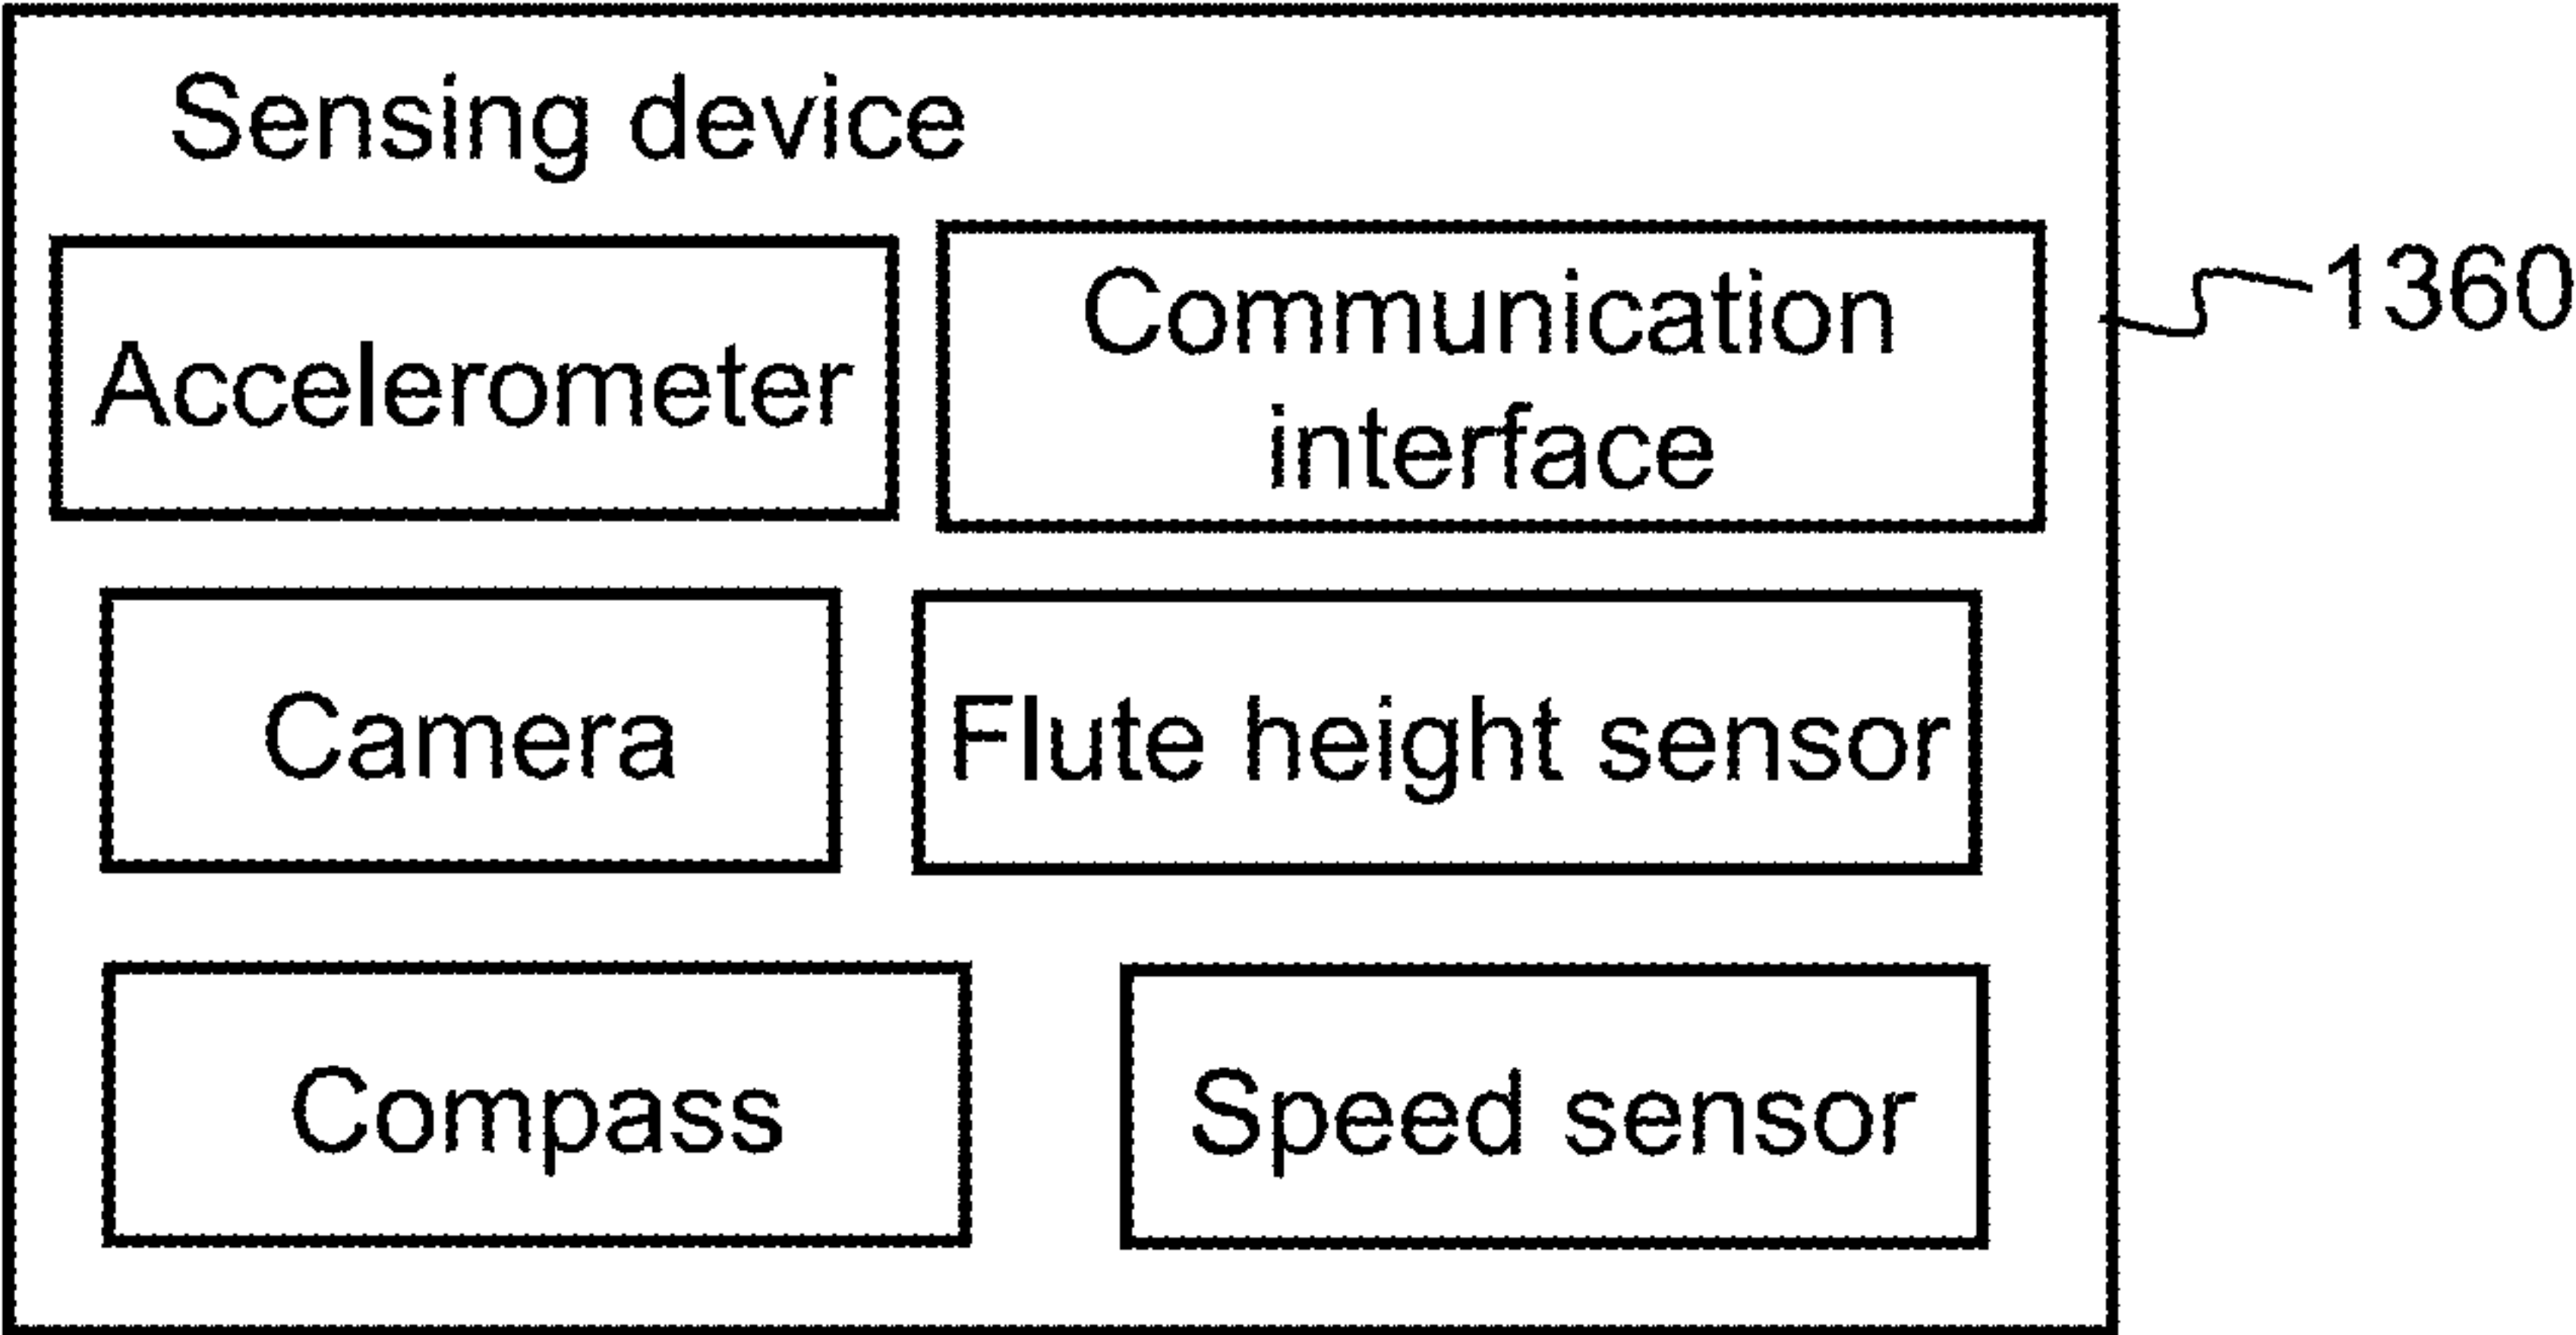 Sensing device
Accelerometer
Communication
interface
1360
Camera
Flute height sensor
Compass
Speed sensor